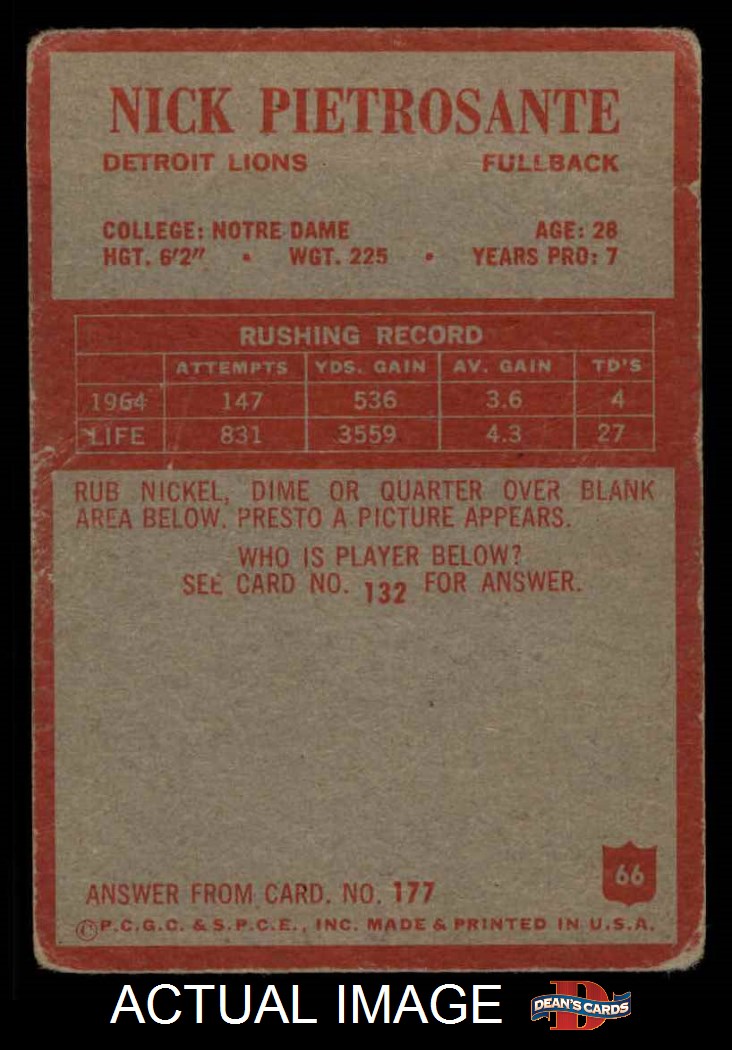 NICK PIETROSANTE
DETROIT LIONS FULLBACK
COLLEGE: NOTRE DAME AGE: 28
HGT. 6'2" • WGT. 225 • YEARS PRO: 7
RUSHING RECORD
ATTEMPTS YDS. GAIN AV. GAIN TD'S
1964 147 536 3.6 4
LIFE 831 3559 4.3 27
RUB NICKEL, DIME OR QUARTER OVER BLANK
AREA BELOW. PRESTO A PICTURE APPEARS.
WHO IS PLAYER BELOW?
SEE CARD NO. 132 FOR ANSWER.
66
ANSWER FROM CARD. NO. 177
©P.C.G.C. & S.P.C.E., INC. MADE & PRINTED IN U.S.A.
ACTUAL IMAGE
D
DEAN'S CARDS